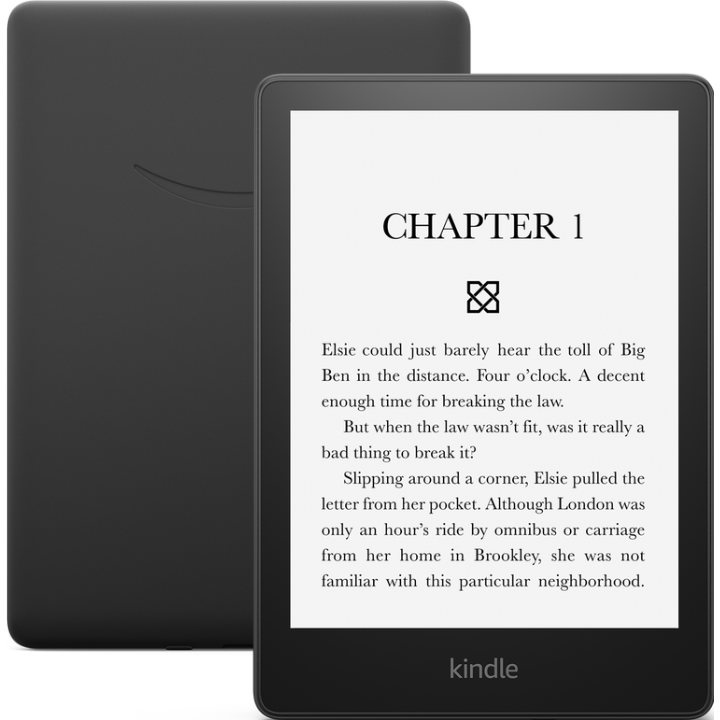 CHAPTER 1
Elsie could just barely hear the toll of Big
Ben in the distance. Four o’clock. A decent
enough time for breaking the law.
But when the law wasn’t fit, was it really a
bad thing to break it?
Slipping around a corner, Elsie pulled the
letter from her pocket. Although London was
only an hour’s ride by omnibus or carriage
from her home in Brookley, she was not
familiar with this particular neighborhood.
kindle